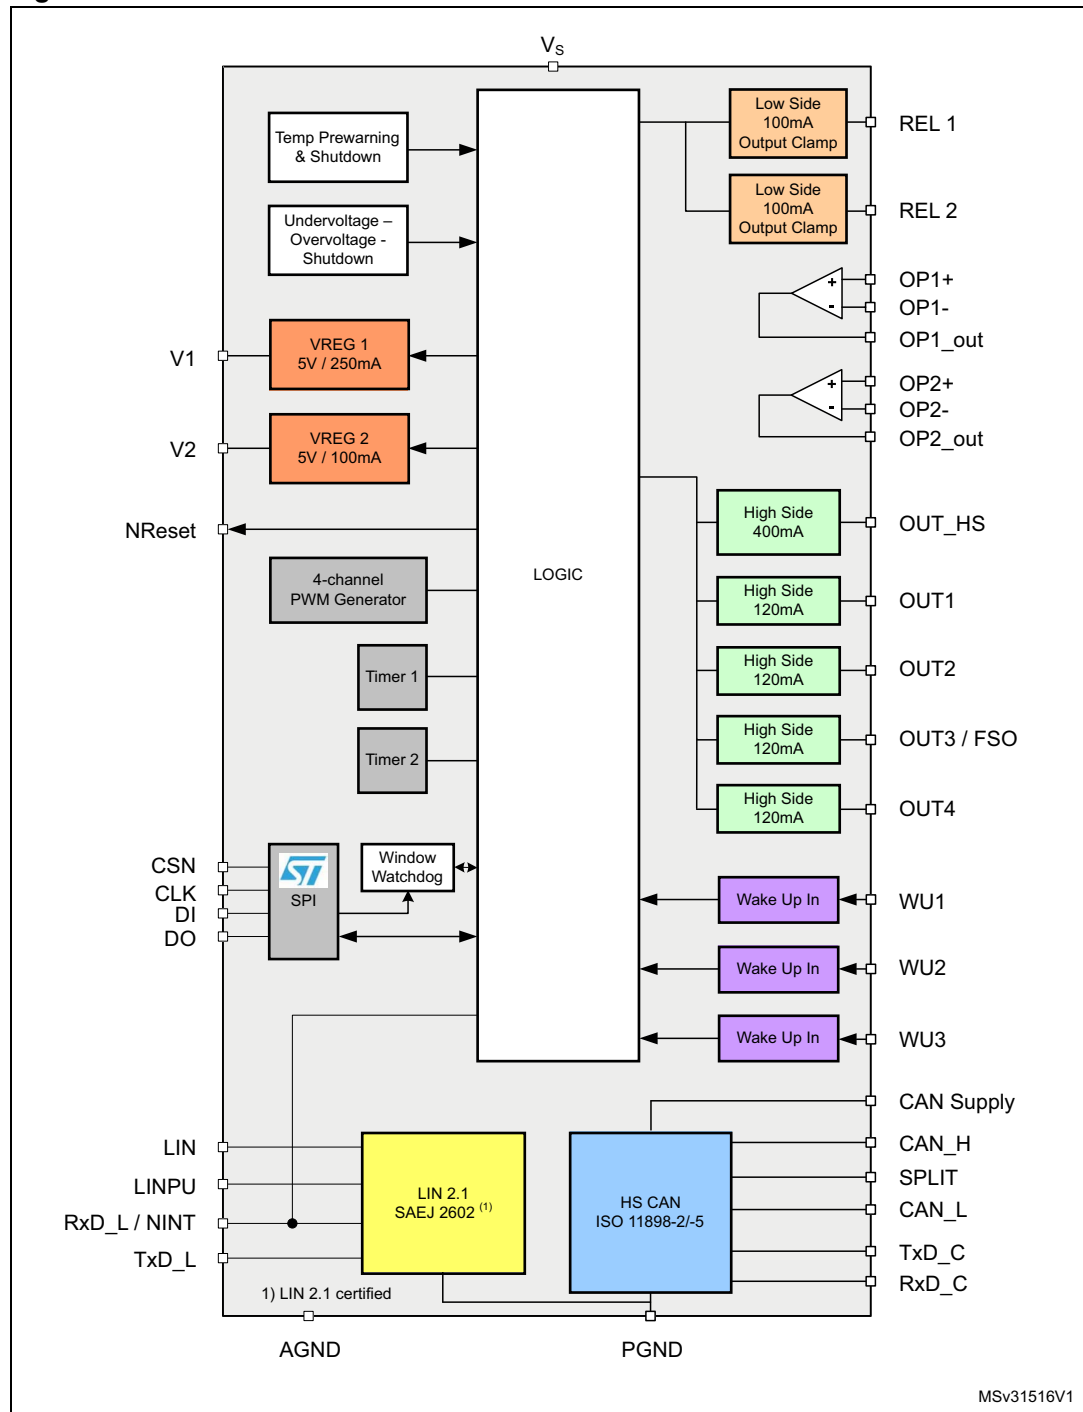 VS
Temp Prewarning
& Shutdown
Undervoltage –
Overvoltage -
Shutdown
V1
VREG 1
5V / 250mA
V2
VREG 2
5V / 100mA
NReset
4-channel
PWM Generator
Timer 1
Timer 2
CSN
CLK
DI
DO
ST
SPI
Window
Watchdog
LOGIC
Low Side
100mA
Output Clamp
REL 1
Low Side
100mA
Output Clamp
REL 2
+
-
OP1+
OP1-
OP1_out
+
-
OP2+
OP2-
OP2_out
High Side
400mA
OUT_HS
High Side
120mA
OUT1
High Side
120mA
OUT2
High Side
120mA
OUT3 / FSO
High Side
120mA
OUT4
Wake Up In
WU1
Wake Up In
WU2
Wake Up In
WU3
LIN
LINPU
RxD_L / NINT
TxD_L
LIN 2.1
SAEJ 2602 (1)
1) LIN 2.1 certified
HS CAN
ISO 11898-2/-5
CAN Supply
CAN_H
SPLIT
CAN_L
TxD_C
RxD_C
AGND
PGND
MSv31516V1